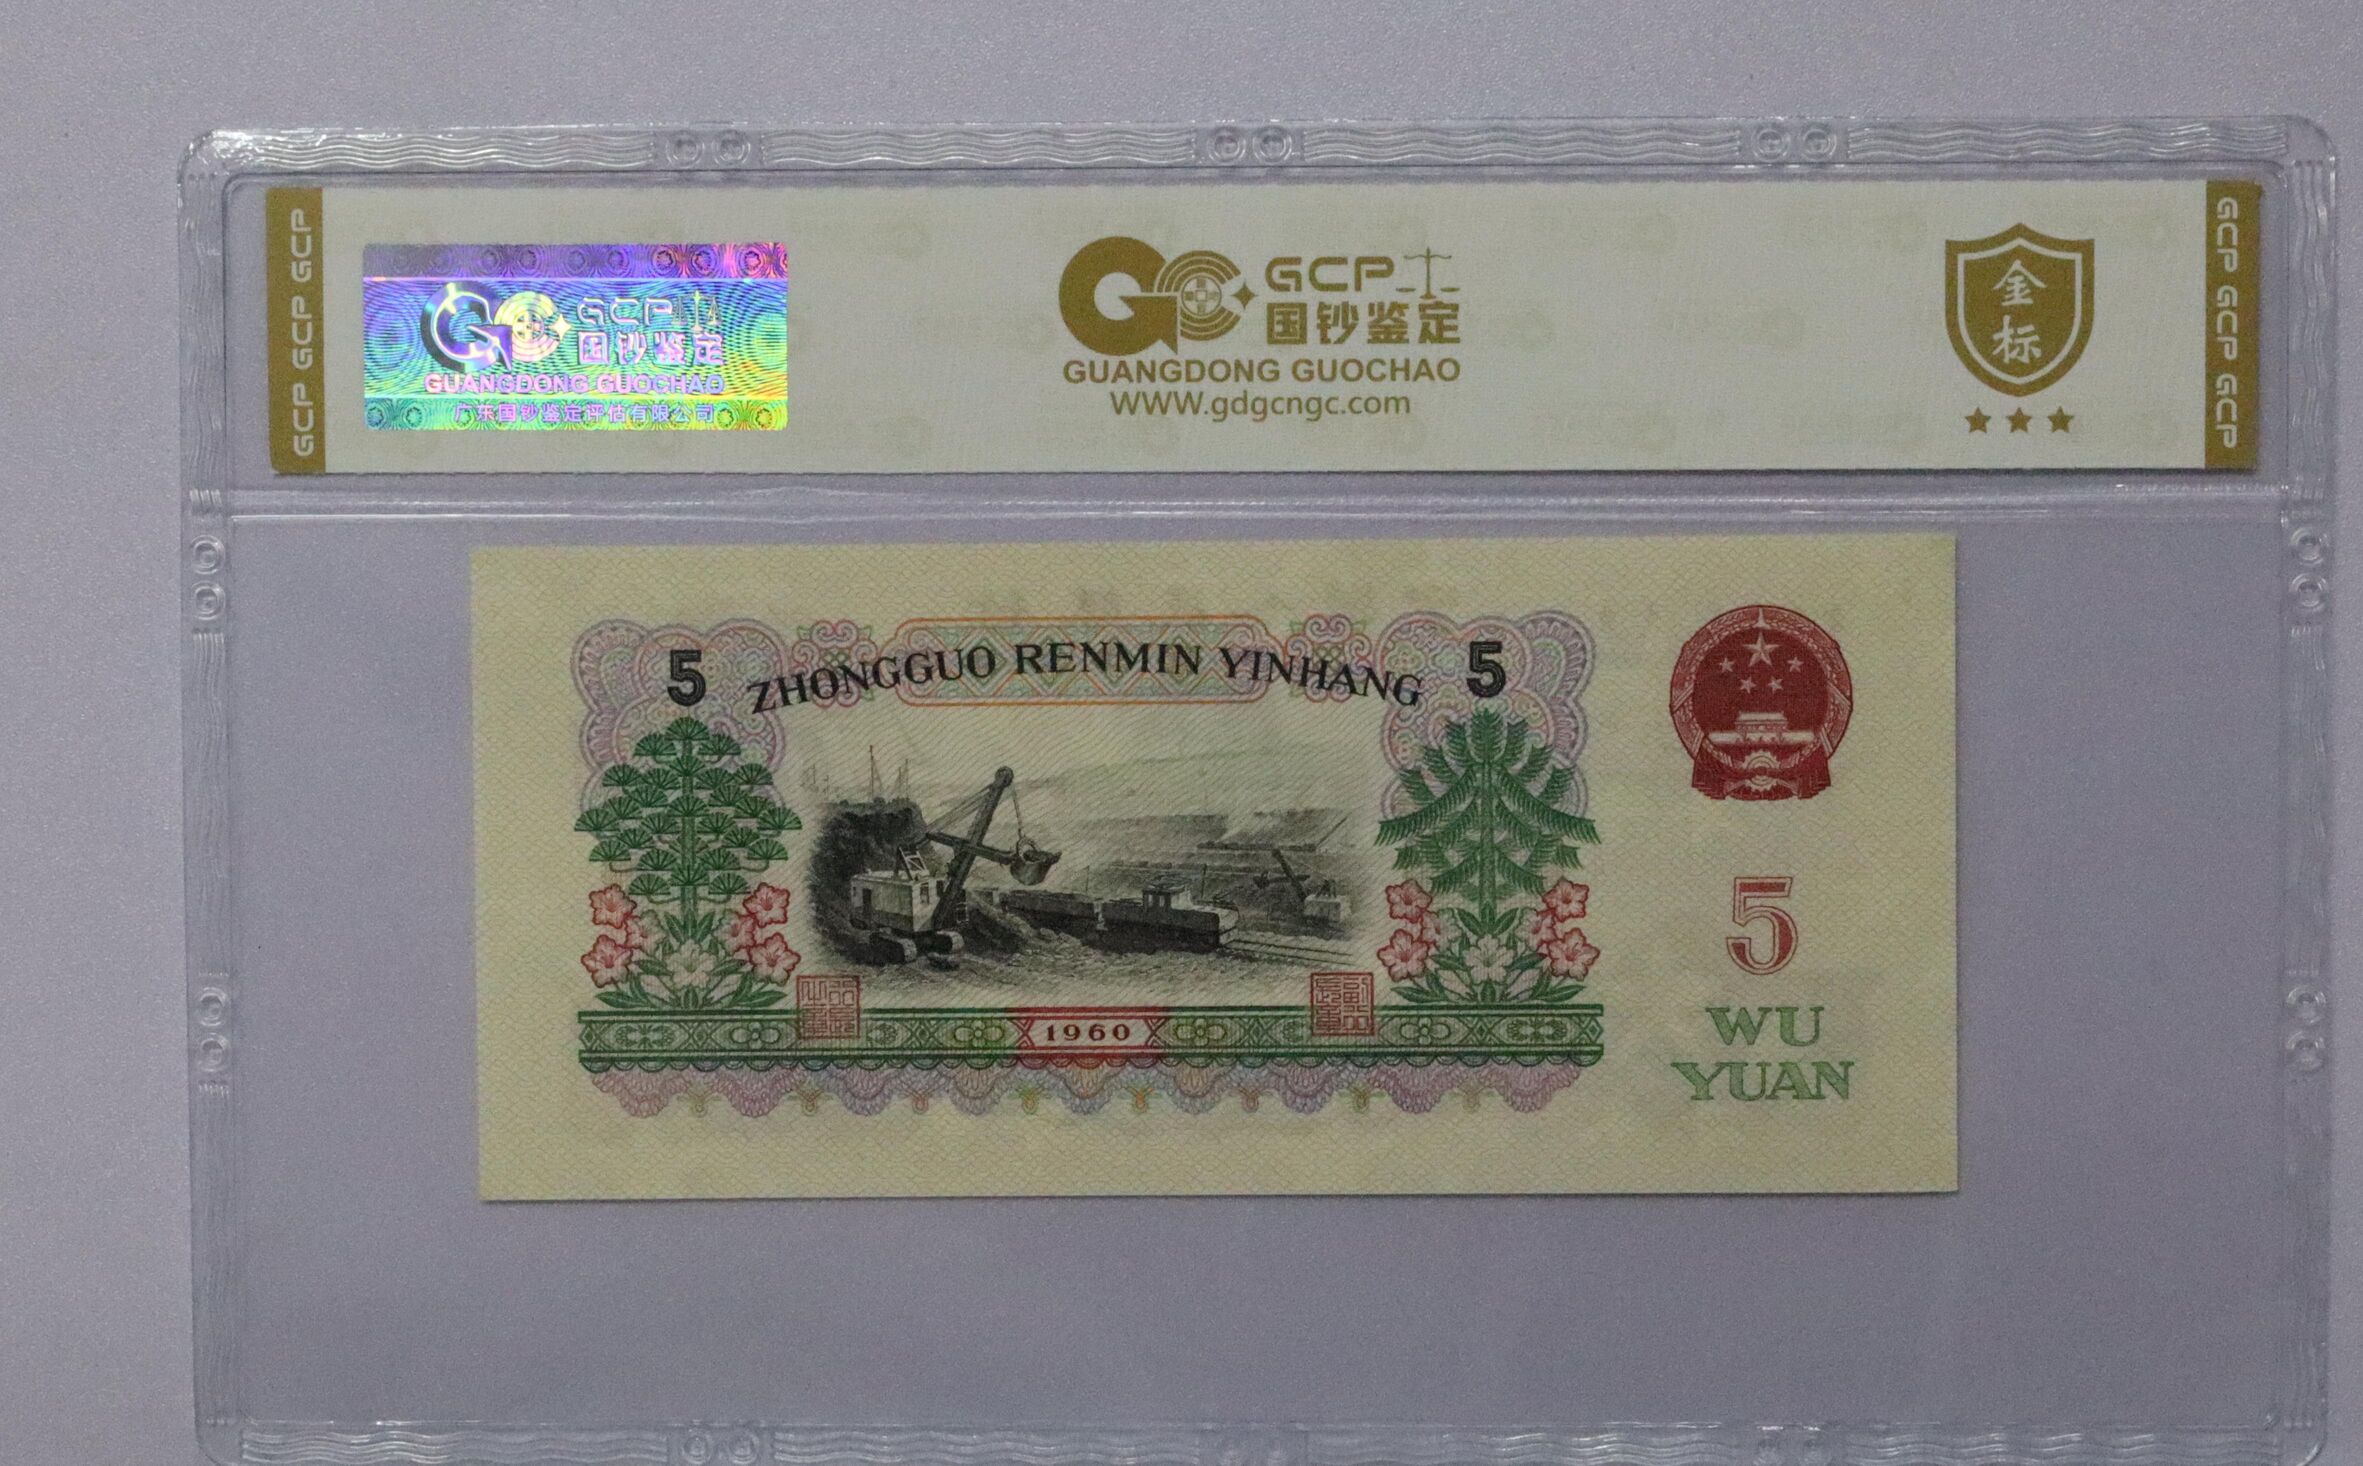 GCP GCP GCP
GCP
国钞鉴定
GUANGDONG GUOCHAO
广东国钞鉴定评估有限公司
GCP
国钞鉴定
GUANGDONG GUOCHAO
WWW.gdgcngc.com
金
标
GCP GCP GCP
5 ZHONGGUO RENMIN YINHANG 5
1960
5
WU
YUAN